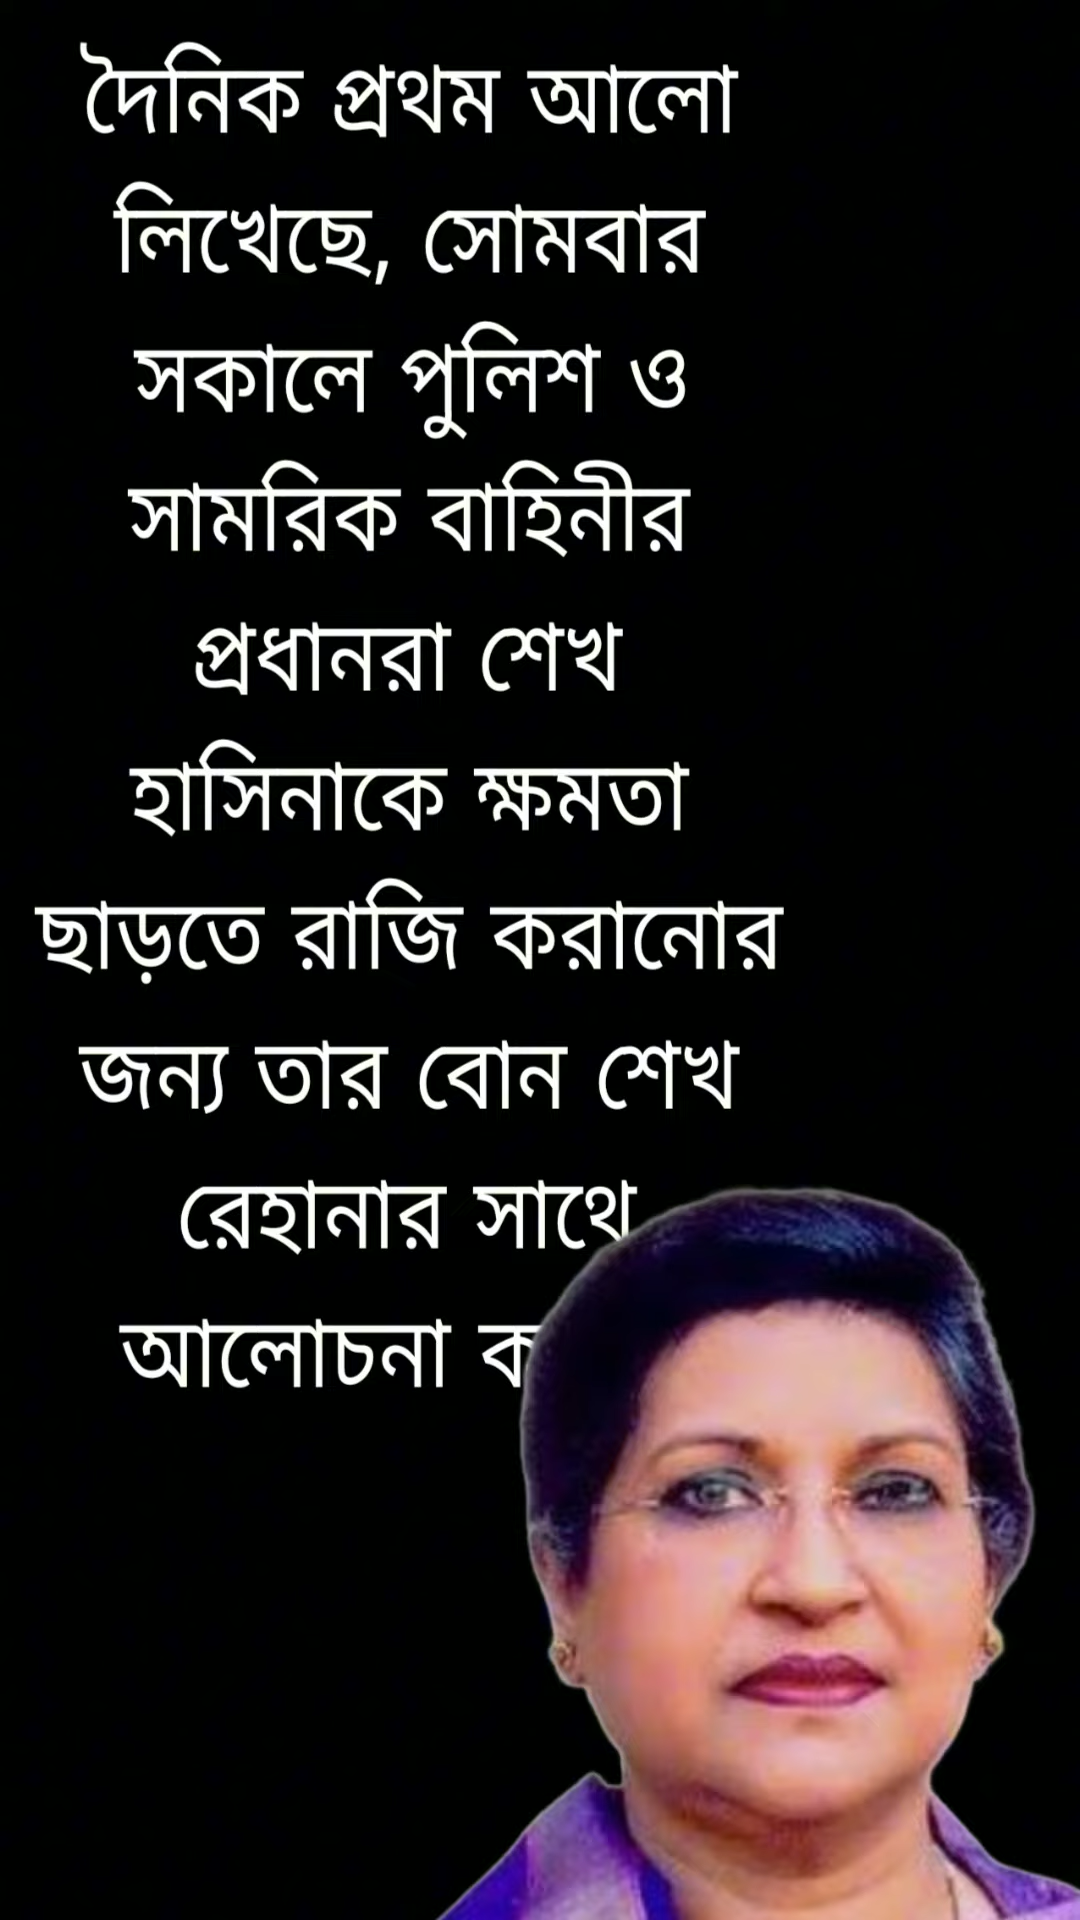 দৈনিক প্রথম আলো
লিখেছে, সোমবার
সকালে পুলিশ ও
সামরিক বাহিনীর
প্রধানরা শেখ
হাসিনাকে ক্ষমতা
ছাড়তে রাজি করানোর
জন্য তার বোন শেখ
রেহানার সাথে
আলোচনা